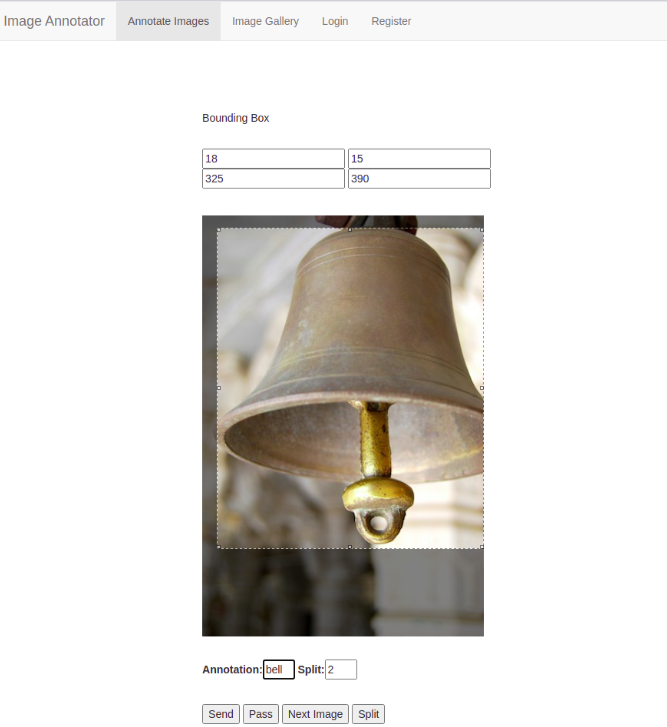 Image Annotator Annotate Images Image Gallery Login Register
Bounding Box
18 15
325 390
Annotation: bell Split: 2
Send Pass Next Image Split